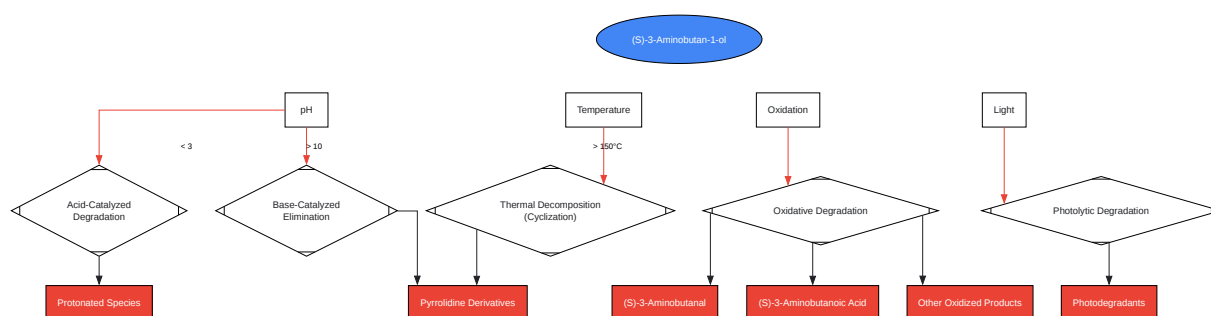 (S)-3-Aminobutan-1-ol
pH
Temperature
Oxidation
Light
< 3
> 10
> 150°C
Acid-Catalyzed
Degradation
Base-Catalyzed
Elimination
Thermal Decomposition
(Cyclization)
Oxidative Degradation
Photolytic Degradation
Protonated Species
Pyrrolidine Derivatives
(S)-3-Aminobutanal
(S)-3-Aminobutanoic Acid
Other Oxidized Products
Photodegradants